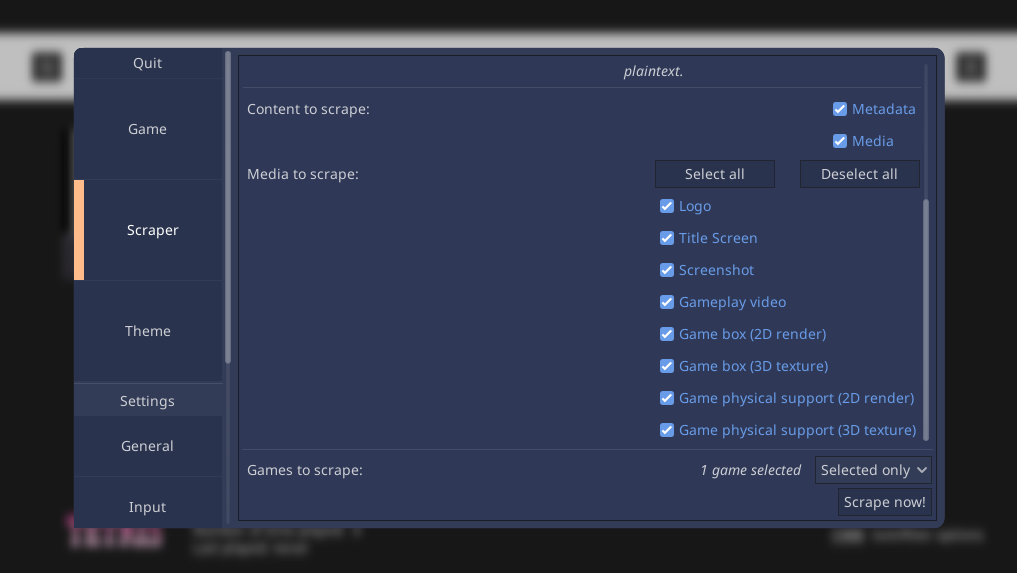 Quit
Game
Scraper
Theme
Settings
General
Input
plaintext.
Content to scrape:
Metadata
Media
Media to scrape:
Select all
Deselect all
Logo
Title Screen
Screenshot
Gameplay video
Game box (2D render)
Game box (3D texture)
Game physical support (2D render)
Game physical support (3D texture)
Games to scrape:
1 game selected
Selected only
Scrape now!